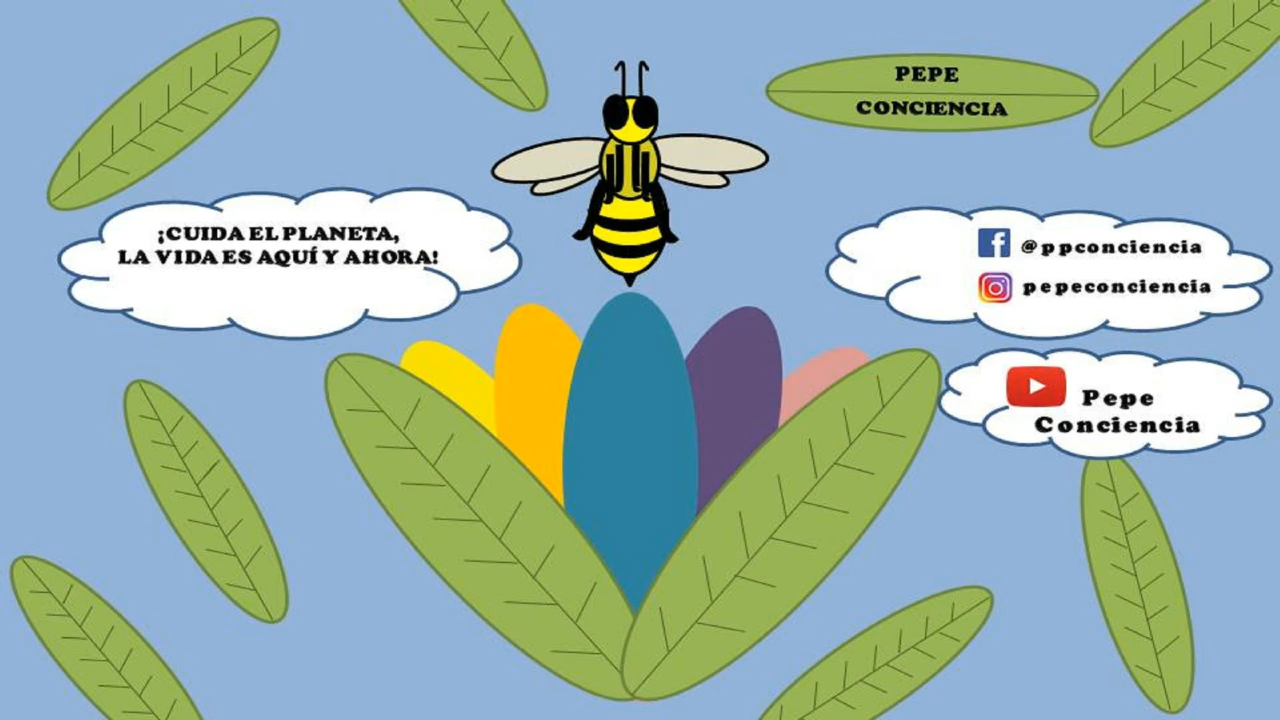 PEPE
CONCIENCIA
¡CUIDA EL PLANETA,
LA VIDA ES AQUÍ Y AHORA!
@ppconciencia
pepeconciencia
Pepe
Conciencia